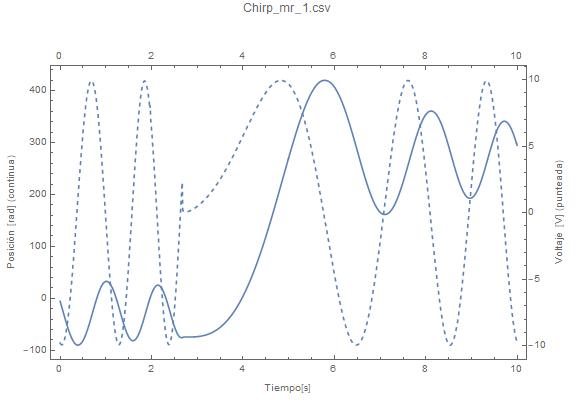 Chirp_mr_1.csv
0 2 4 6 8 10
400
300
200
100
0
-100
10
5
0
-5
-10
Posición [rad] (continua)
Voltaje [V] (punteada)
0 2 4 6 8 10
Tiempo[s]